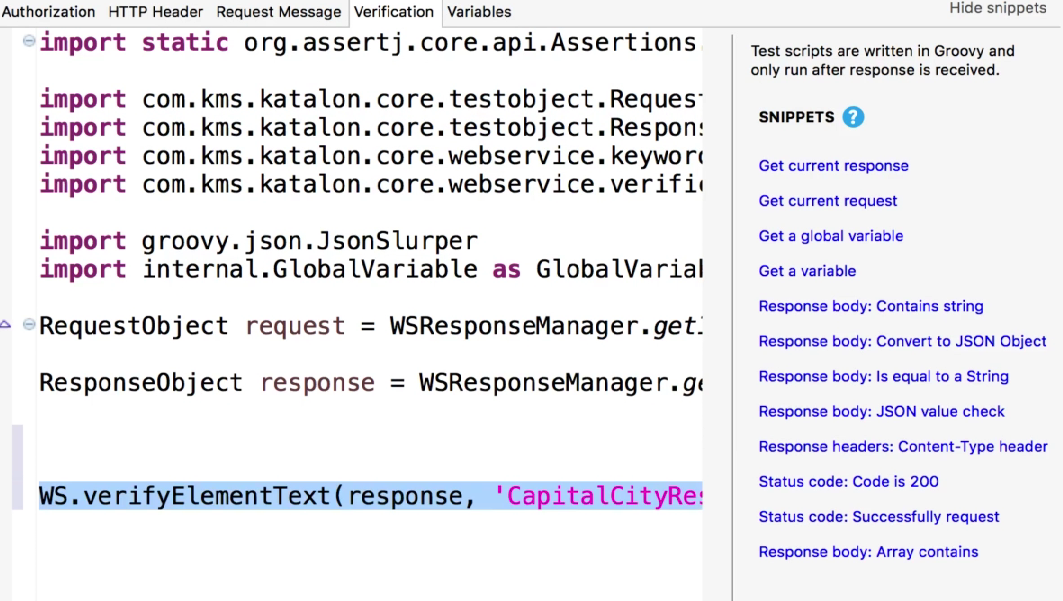 Authorization HTTP Header Request Message Verification Variables
Hide snippets
import static org.assertj.core.api.Assertions.
import com.kms.katalon.core.testobject.Reques
import com.kms.katalon.core.testobject.Respon
import com.kms.katalon.core.webservice.keyword
import com.kms.katalon.core.webservice.verific
import groovy.json.JsonSlurper
import internal.GlobalVariable as GlobalVariab
RequestObject request = WSResponseManager.get
ResponseObject response = WSResponseManager.ge
WS.verifyElementText(response, 'CapitalCityRes
Test scripts are written in Groovy and
only run after response is received.
SNIPPETS ?
Get current response
Get current request
Get a global variable
Get a variable
Response body: Contains string
Response body: Convert to JSON Object
Response body: Is equal to a String
Response body: JSON value check
Response headers: Content-Type header
Status code: Code is 200
Status code: Successfully request
Response body: Array contains